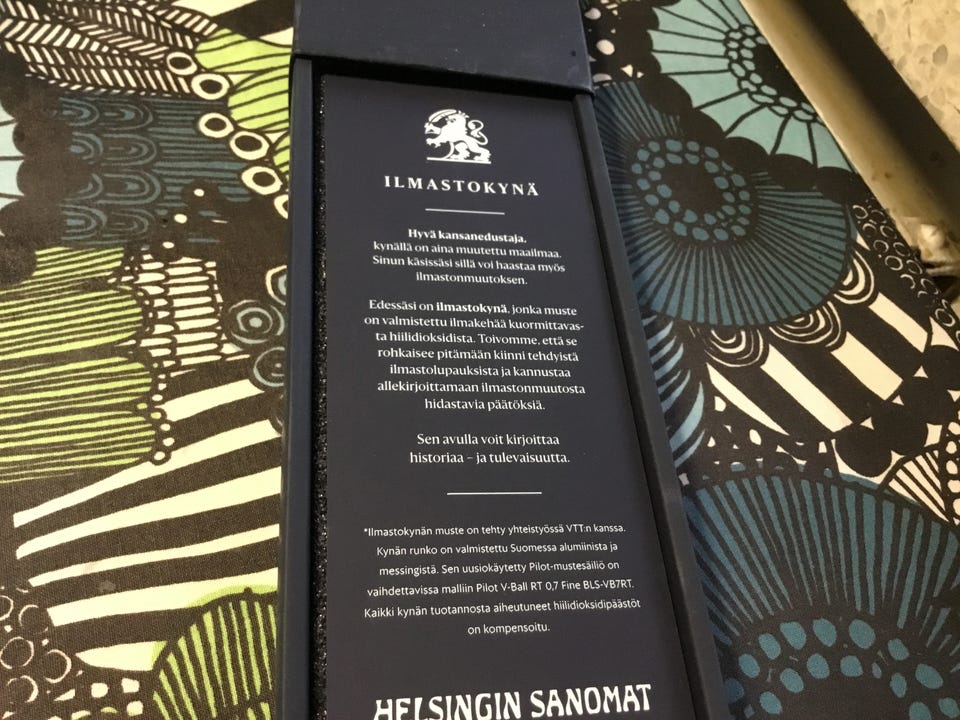 ILMASTOKYNÄ
Hyvä kansanedustaja,
kynällä on aina muutettu maailmaa.
Sinun käsissäsi sillä voi haastaa myös
ilmastonmuutoksen.
Edessäsi on ilmastokynä, jonka muste
on valmistettu ilmakehää kuormittavas-
ta hiilidioksidista. Toivomme, että se
rohkaisee pitämään kiinni tehdyistä
ilmastolupauksista ja kannustaa
allekirjoittamaan ilmastonmuutosta
hidastavia päätöksiä.
Sen avulla voit kirjoittaa
historiaa – ja tulevaisuutta.
*Ilmastokynän muste on tehty yhteistyössä VTT:n kanssa.
Kynän runko on valmistettu Suomessa alumiinista ja
messingistä. Sen uusiokäytetty Pilot-mustesäiliö on
vaihdettavissa malliin Pilot V-Ball RT 0,7 Fine BLS-VB7RT.
Kaikki kynän tuotannosta aiheutuneet hiilidioksidipäästöt
on kompensoitu.
HELSINGIN SANOMAT